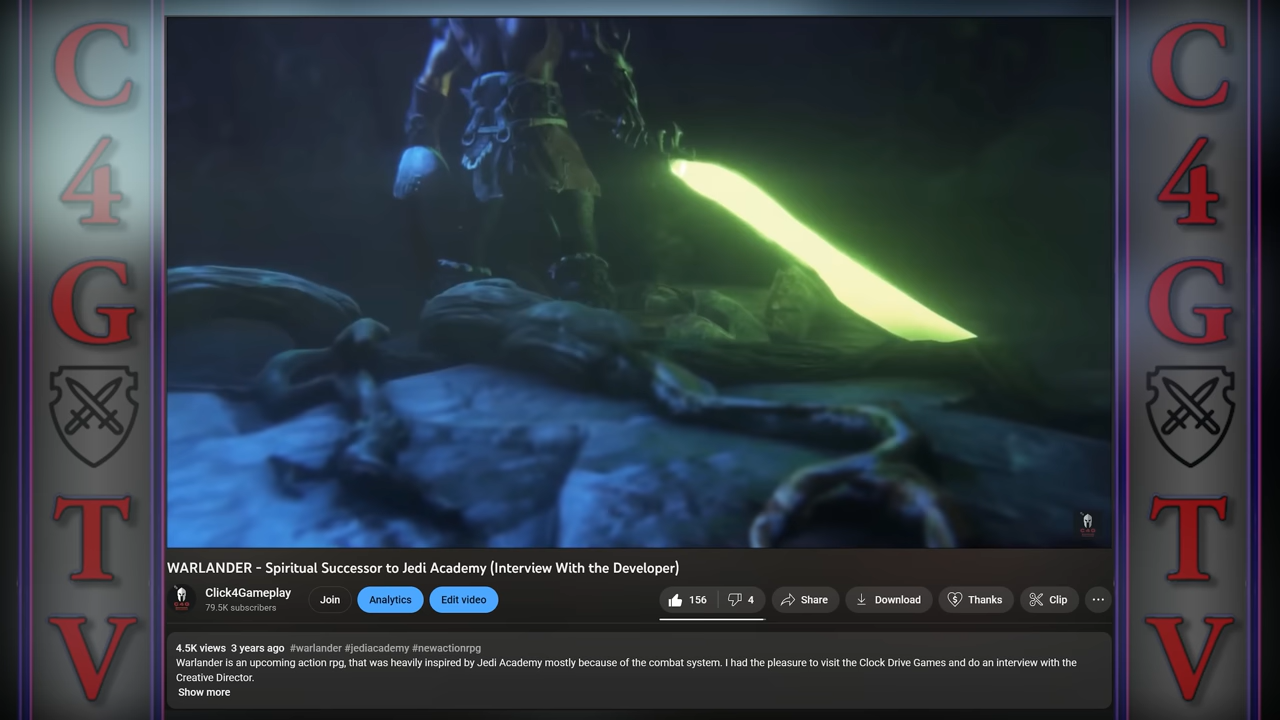 C
4
G
T
V
WARLANDER - Spiritual Successor to Jedi Academy (Interview With the Developer)
Click4Gameplay
79.5K subscribers
Join
Analytics
Edit video
156
4
Share
Download
Thanks
Clip
4.5K views 3 years ago #warlander #jediacademy #newactionrpg
Warlander is an upcoming action rpg, that was heavily inspired by Jedi Academy mostly because of the combat system. I had the pleasure to visit the Clock Drive Games and do an interview with the
Creative Director.
Show more
C
4
G
T
V